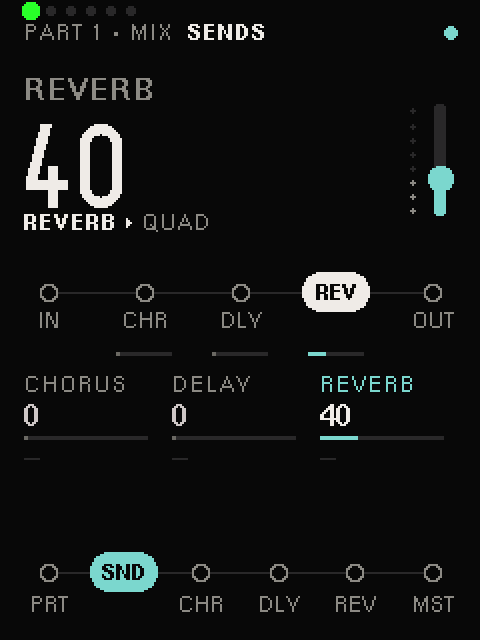 PART 1 · MIX SENDS
REVERB
40
REVERB ▸ QUAD
REV
IN CHR DLY OUT
CHORUS DELAY REVERB
0 0 40
SND
PRT CHR DLY REV MST